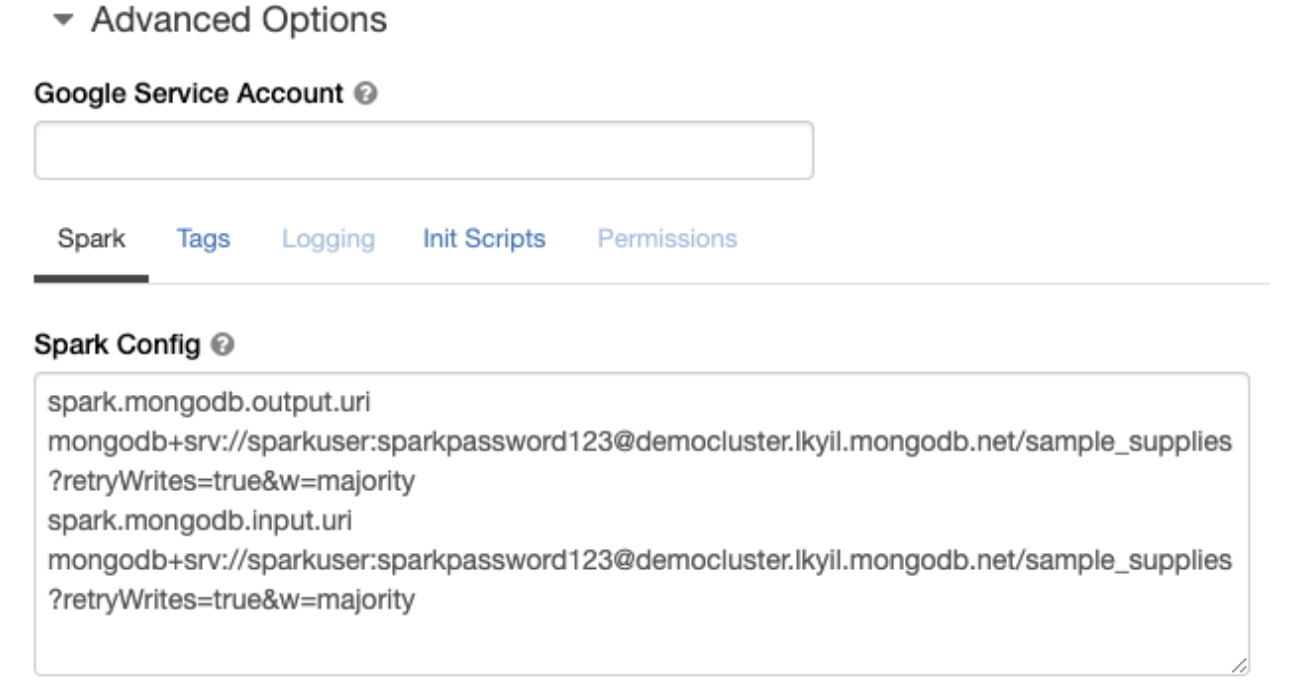 Advanced Options
Google Service Account
Spark Tags Logging Init Scripts Permissions
Spark Config
spark.mongodb.output.uri
mongodb+srv://sparkuser:sparkpassword123@democluster.lkyil.mongodb.net/sample_supplies
?retryWrites=true&w=majority
spark.mongodb.input.uri
mongodb+srv://sparkuser:sparkpassword123@democluster.lkyil.mongodb.net/sample_supplies
?retryWrites=true&w=majority